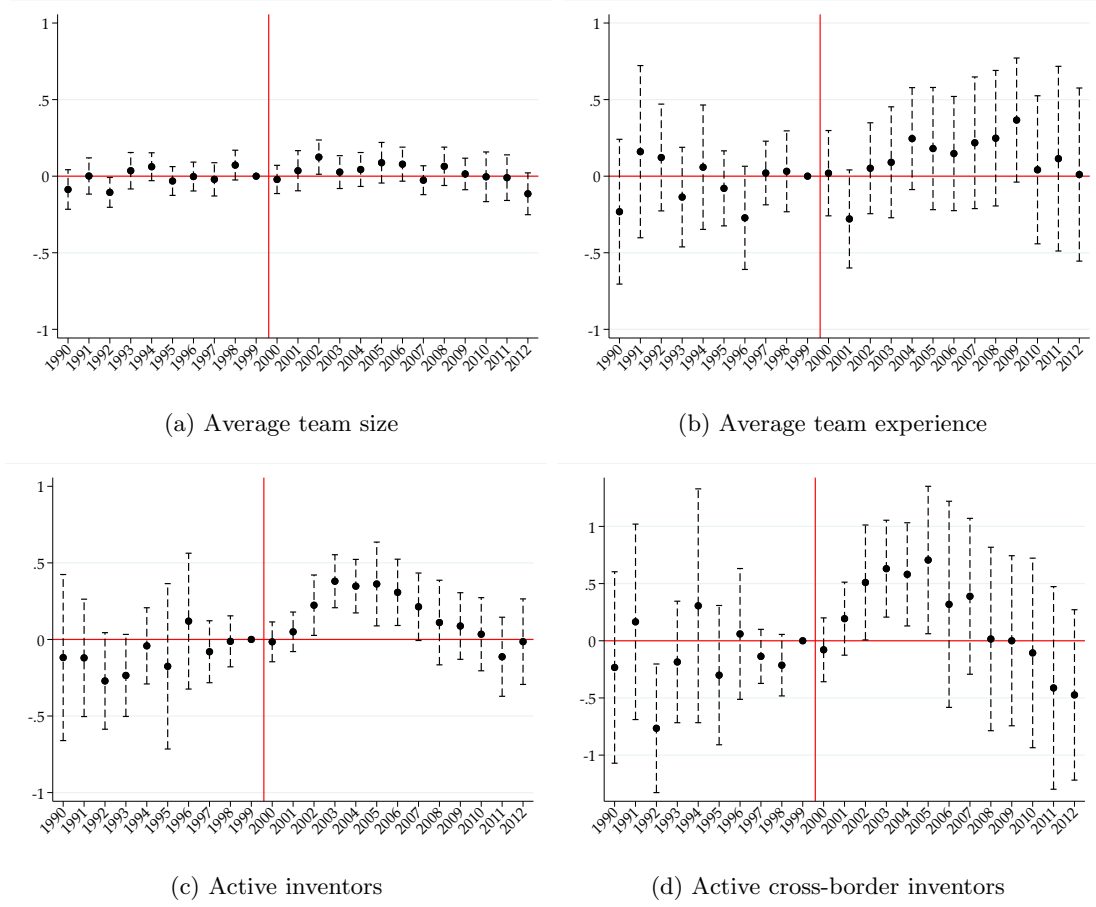 1
.5
0
-.5
-1
1990 1991 1992 1993 1994 1995 1996 1997 1998 1999 2000 2001 2002 2003 2004 2005 2006 2007 2008 2009 2010 2011 2012
(a) Average team size
1
.5
0
-.5
-1
1990 1991 1992 1993 1994 1995 1996 1997 1998 1999 2000 2001 2002 2003 2004 2005 2006 2007 2008 2009 2010 2011 2012
(b) Average team experience
1
.5
0
-.5
-1
1990 1991 1992 1993 1994 1995 1996 1997 1998 1999 2000 2001 2002 2003 2004 2005 2006 2007 2008 2009 2010 2011 2012
(c) Active inventors
1
.5
0
-.5
-1
1990 1991 1992 1993 1994 1995 1996 1997 1998 1999 2000 2001 2002 2003 2004 2005 2006 2007 2008 2009 2010 2011 2012
(d) Active cross-border inventors